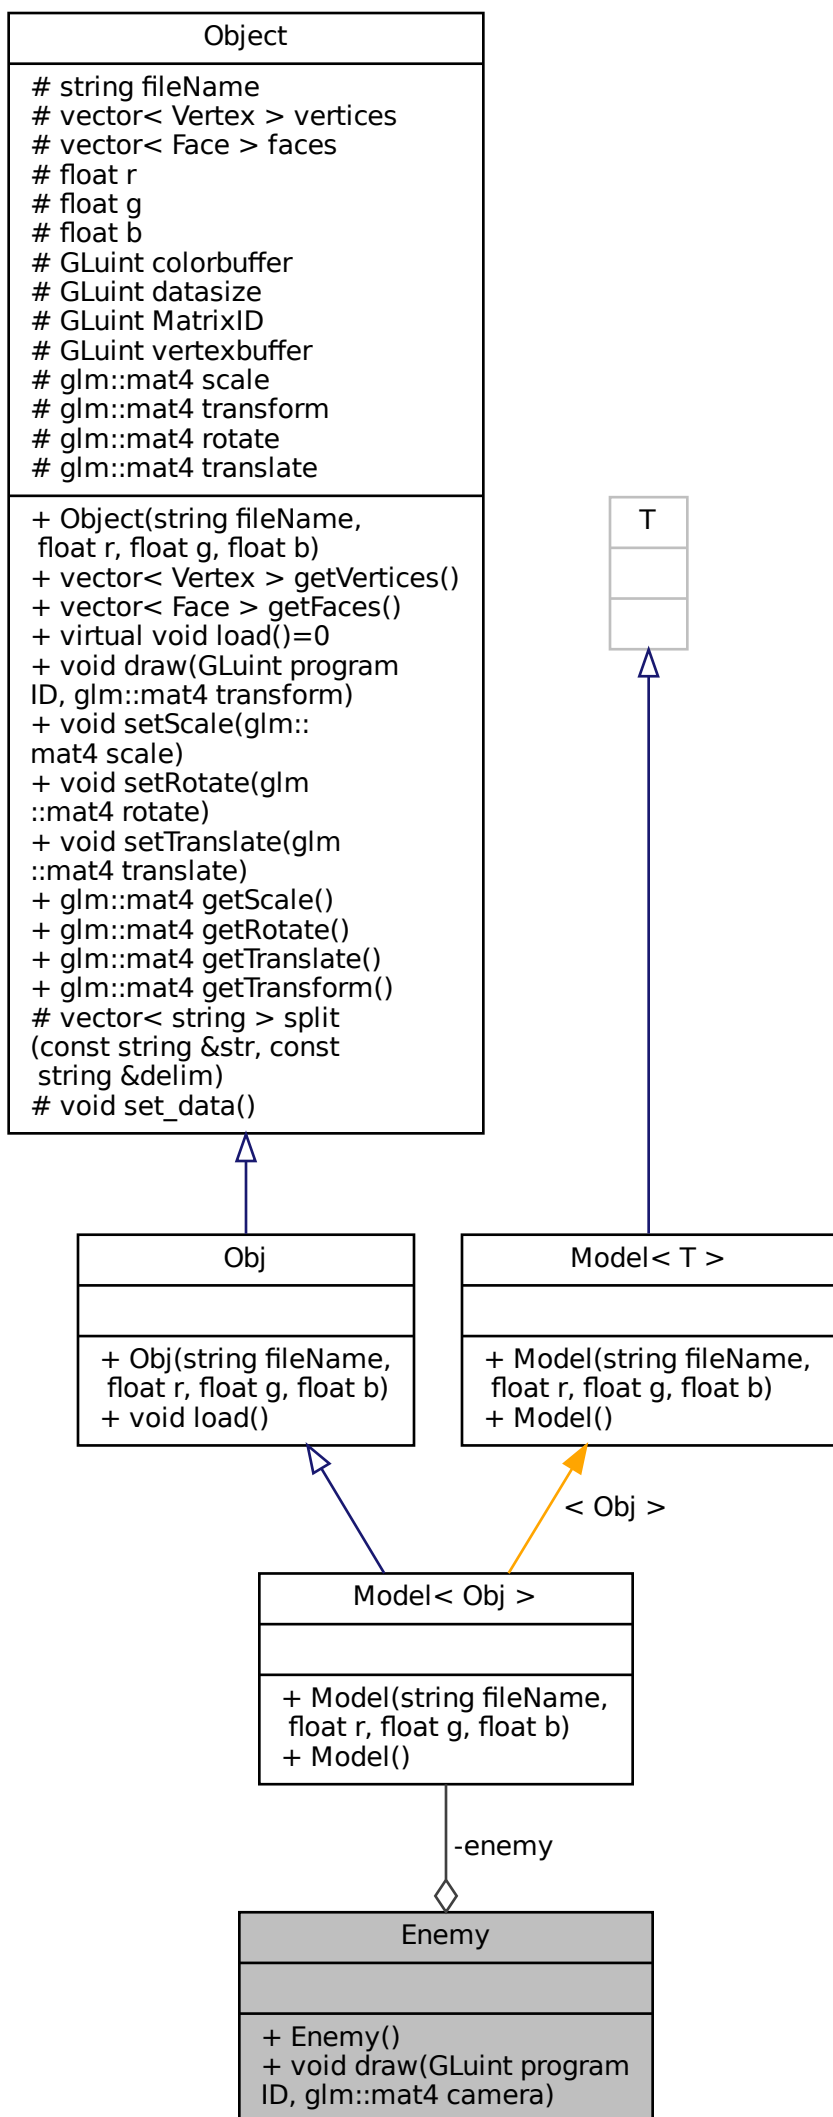 Object
# string fileName
# vector< Vertex > vertices
# vector< Face > faces
# float r
# float g
# float b
# GLuint colorbuffer
# GLuint datasize
# GLuint MatrixID
# GLuint vertexbuffer
# glm::mat4 scale
# glm::mat4 transform
# glm::mat4 rotate
# glm::mat4 translate
+ Object(string fileName,
float r, float g, float b)
+ vector< Vertex > getVertices()
+ vector< Face > getFaces()
+ virtual void load()=0
+ void draw(GLuint program
ID, glm::mat4 transform)
+ void setScale(glm::
mat4 scale)
+ void setRotate(glm
::mat4 rotate)
+ void setTranslate(glm
::mat4 translate)
+ glm::mat4 getScale()
+ glm::mat4 getRotate()
+ glm::mat4 getTranslate()
+ glm::mat4 getTransform()
# vector< string > split
(const string &str, const
string &delim)
# void set_data()
T
Obj
+ Obj(string fileName,
float r, float g, float b)
+ void load()
Model< T >
+ Model(string fileName,
float r, float g, float b)
+ Model()
< Obj >
Model< Obj >
+ Model(string fileName,
float r, float g, float b)
+ Model()
-enemy
Enemy
+ Enemy()
+ void draw(GLuint program
ID, glm::mat4 camera)